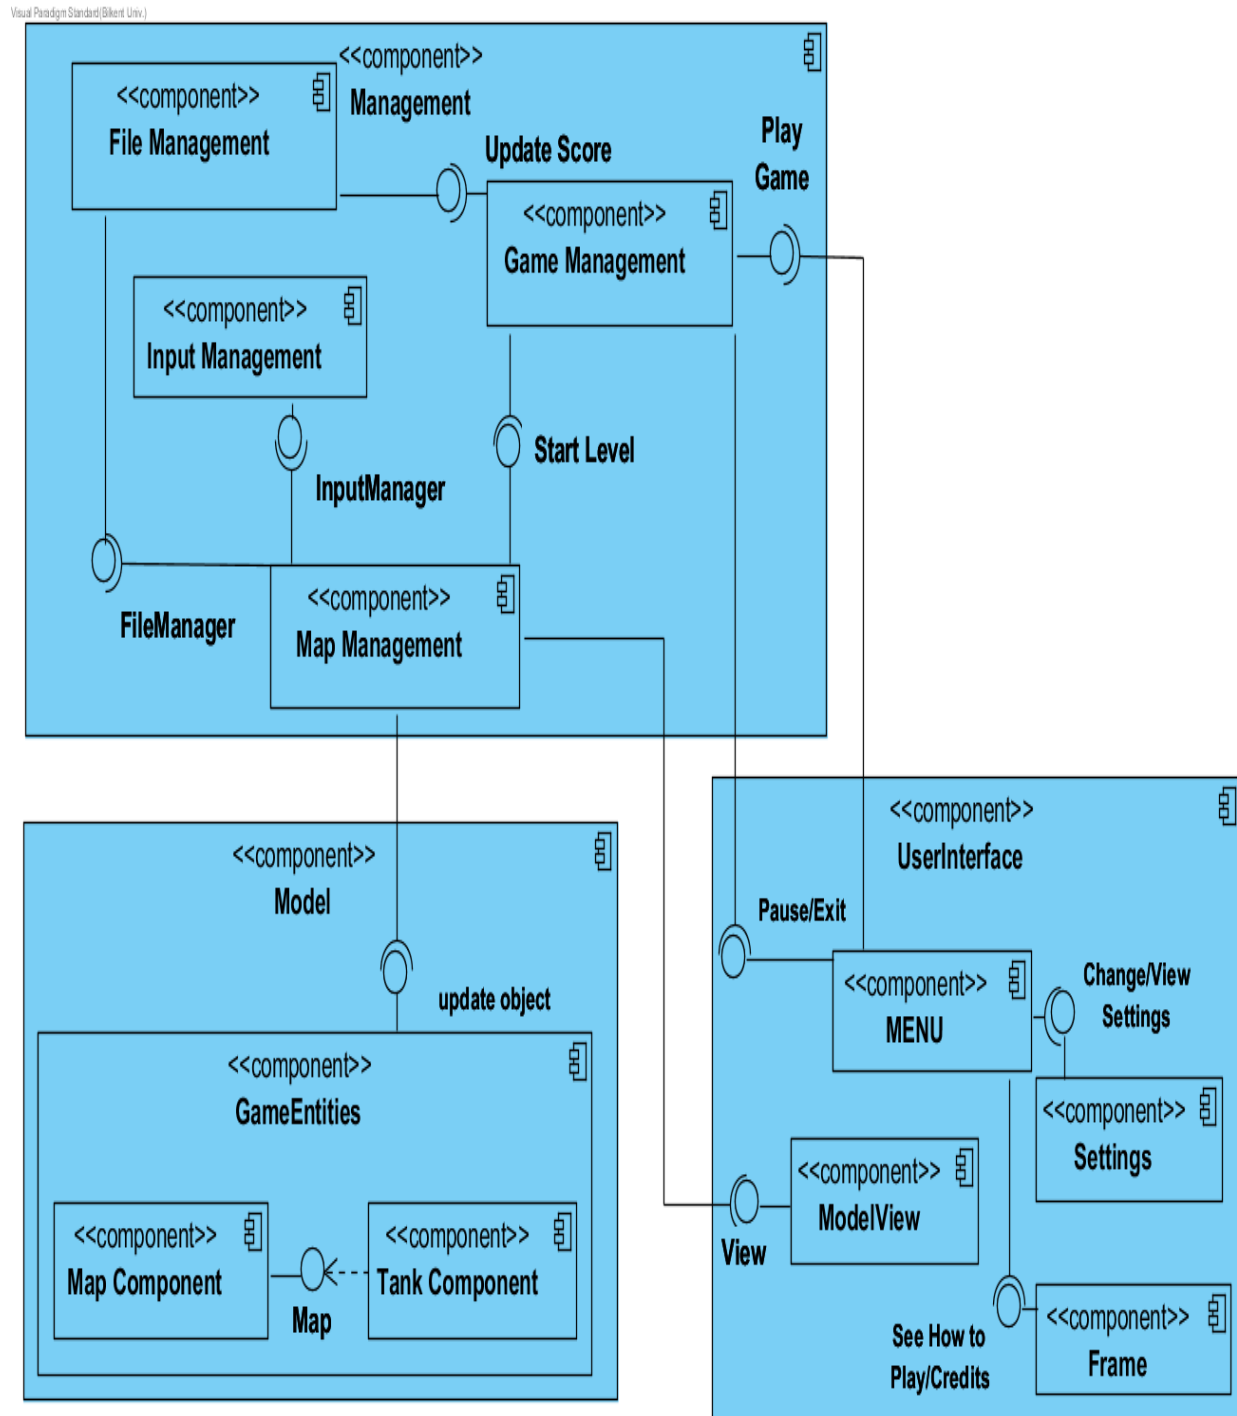 Visual Paradigm Standard(Bilkent Univ.)
<<component>>
Management
<<component>>
File Management
Update Score
Play
Game
<<component>>
Game Management
<<component>>
Input Management
InputManager
Start Level
FileManager
<<component>>
Map Management
<<component>>
Model
update object
<<component>>
GameEntities
<<component>>
Map Component
Map
<<component>>
Tank Component
<<component>>
UserInterface
Pause/Exit
<<component>>
MENU
Change/View
Settings
<<component>>
Settings
<<component>>
ModelView
View
See How to
Play/Credits
<<component>>
Frame